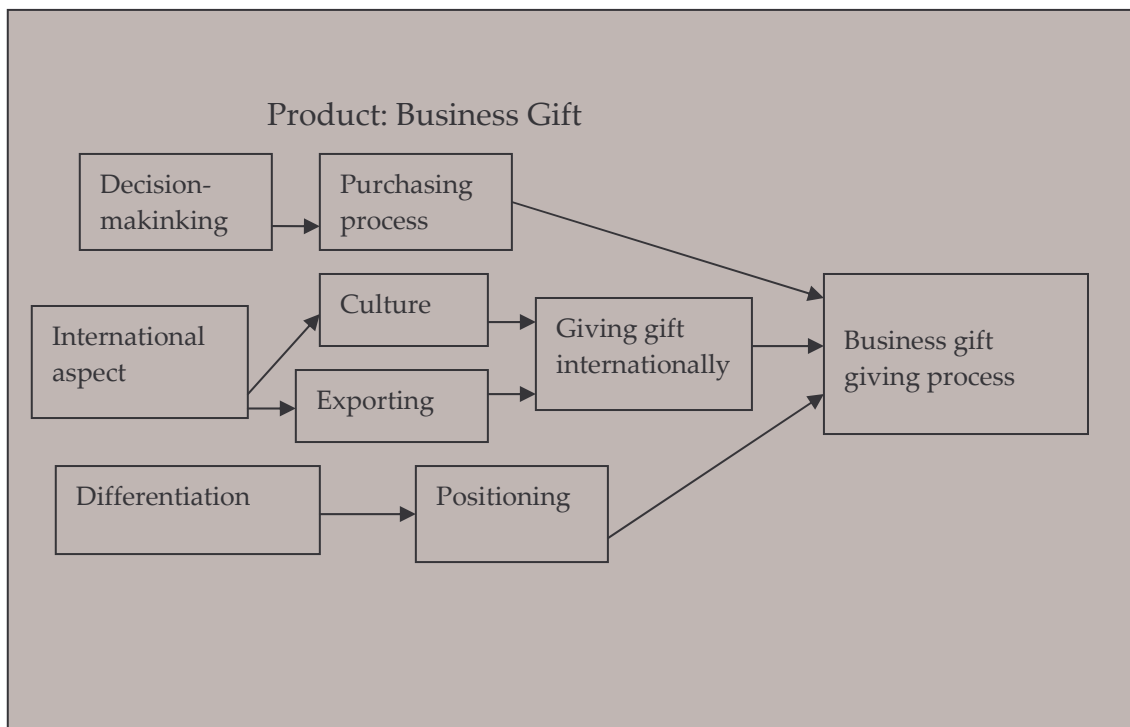 Product: Business Gift
Decision-
makinking
Purchasing
process
Culture
International
aspect
Giving gift
internationally
Business gift
giving process
Exporting
Differentiation
Positioning